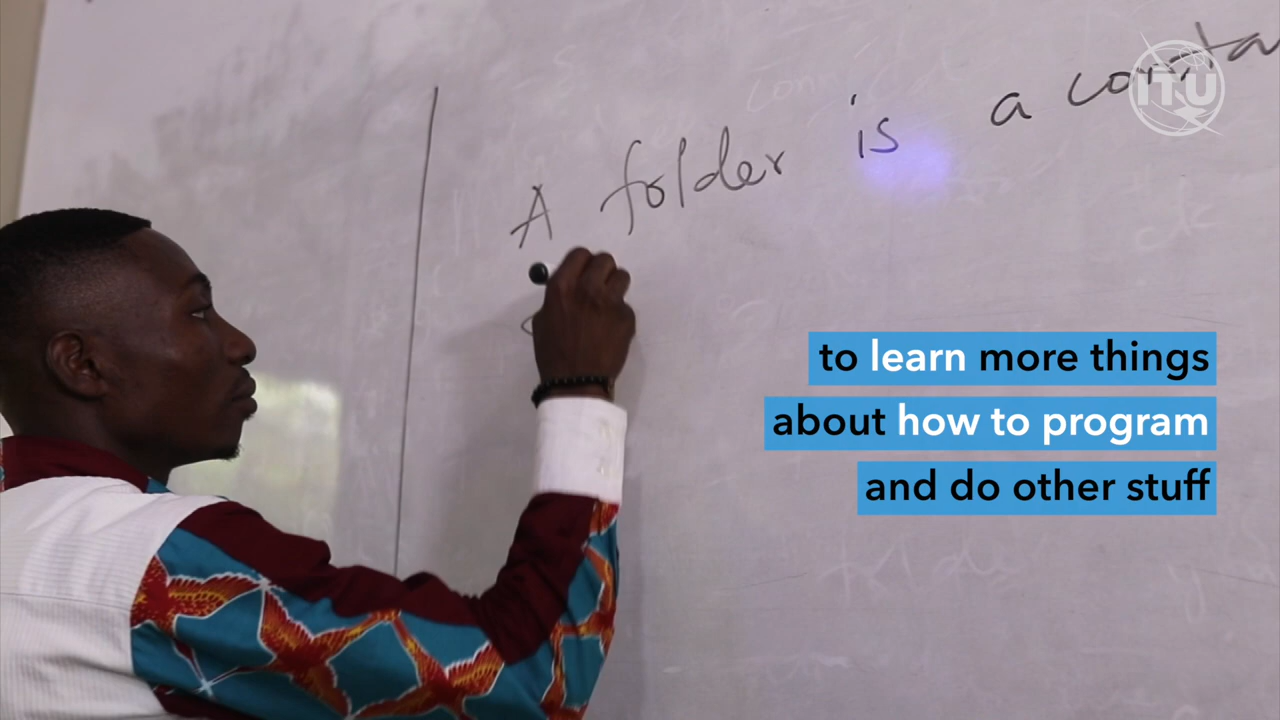 ITU
A folder is a conta
to learn more things
about how to program
and do other stuff